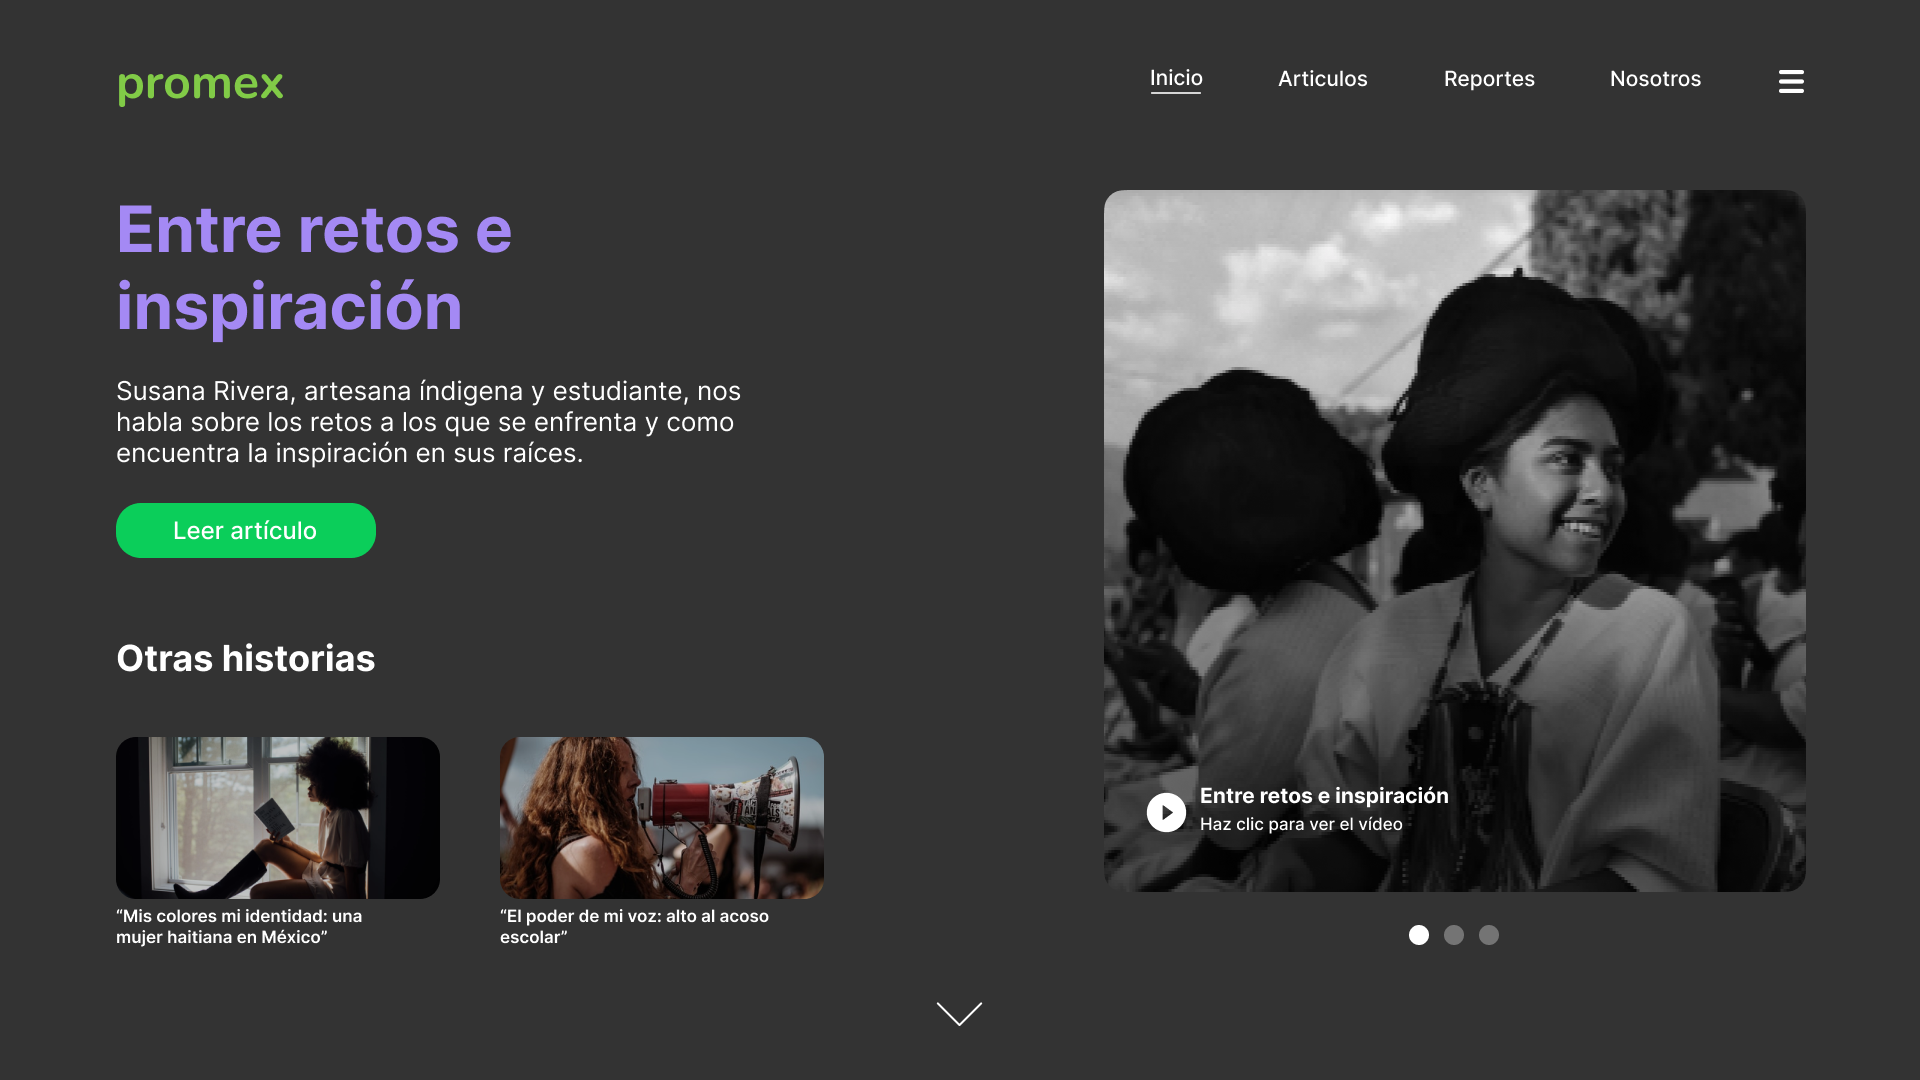 promex
Inicio
Articulos
Reportes
Nosotros
Entre retos e
inspiración
Susana Rivera, artesana índigena y estudiante, nos
habla sobre los retos a los que se enfrenta y como
encuentra la inspiración en sus raíces.
Leer artículo
Otras historias
“Mis colores mi identidad: una
mujer haitiana en México”
“El poder de mi voz: alto al acoso
escolar”
Entre retos e inspiración
Haz clic para ver el vídeo